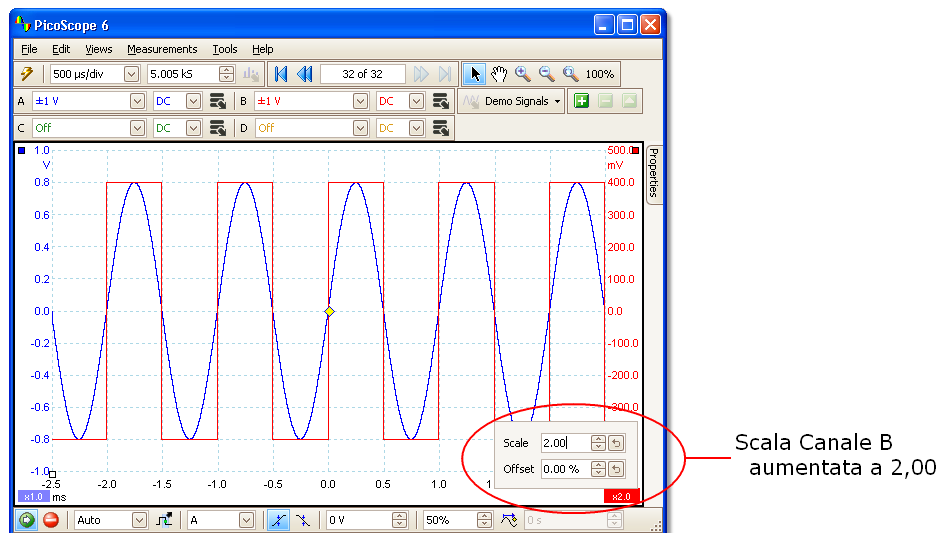 PicoScope 6
File Edit Views Measurements Tools Help
500 µs/div 5.005 kS 32 of 32 100%
A ±1 V DC B ±1 V DC Demo Signals
C Off DC D Off DC
1.0 500.0
V mV
0.8 400.0
0.6 300.0
0.4 200.0
0.2 100.0
0.0 0.0
-0.2 -100.0
-0.4 -200.0
-0.6 -300.0
-0.8
-1.0
Properties
Scale 2.00
Offset 0.00 %
-2.5 -2.0 -1.5 -1.0 -0.5 0.0 0.5 1.0
x1.0 ms x2.0
Auto A 0 V 50% 0 s
Scala Canale B
aumentata a 2,00